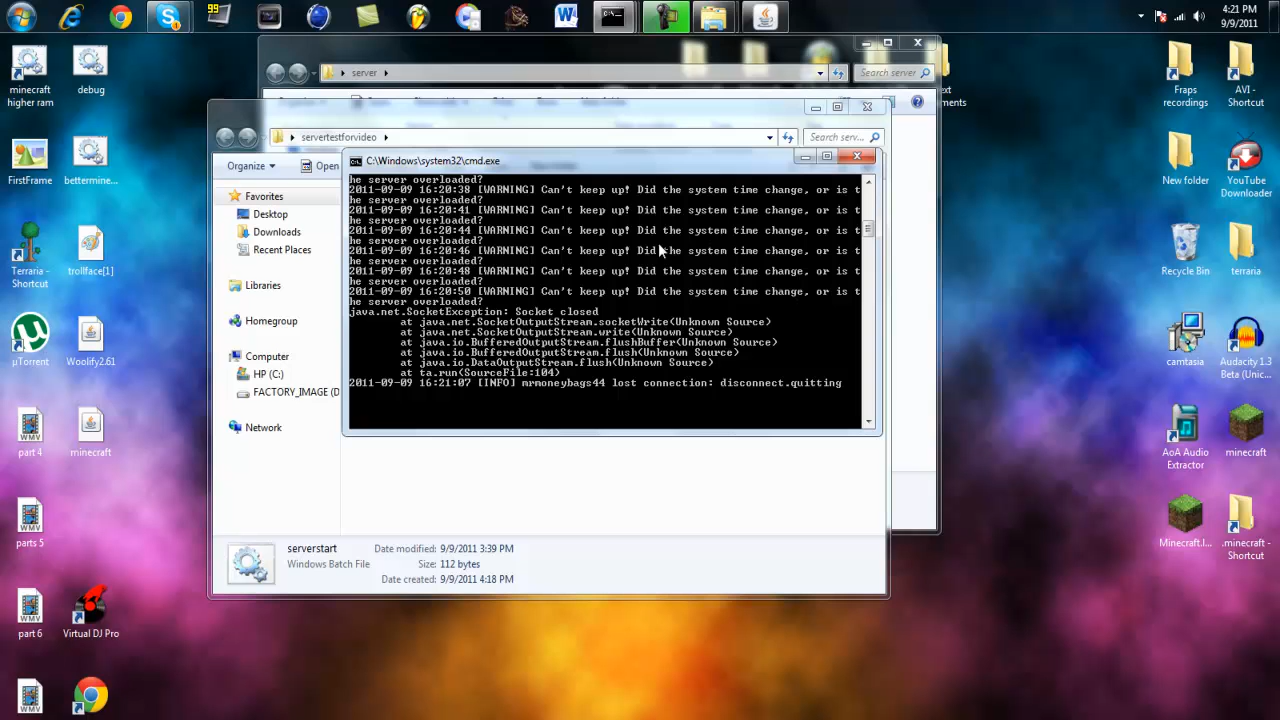 4:21 PM
9/9/2011
99
server
Search server
servertestforvideo
Search serv...
Organize
Open
Favorites
Desktop
Downloads
Recent Places
Libraries
Homegroup
Computer
HP (C:)
FACTORY_IMAGE (D
Network
C:\Windows\system32\cmd.exe
he server overloaded?
2011-09-09 16:20:38 [WARNING] Can't keep up! Did the system time change, or is t
he server overloaded?
2011-09-09 16:20:41 [WARNING] Can't keep up! Did the system time change, or is t
he server overloaded?
2011-09-09 16:20:44 [WARNING] Can't keep up! Did the system time change, or is t
he server overloaded?
2011-09-09 16:20:46 [WARNING] Can't keep up! Did the system time change, or is t
he server overloaded?
2011-09-09 16:20:48 [WARNING] Can't keep up! Did the system time change, or is t
he server overloaded?
2011-09-09 16:20:50 [WARNING] Can't keep up! Did the system time change, or is t
he server overloaded?
java.net.SocketException: Socket closed
at java.net.SocketOutputStream.socketWrite(Unknown Source)
at java.net.SocketOutputStream.write(Unknown Source)
at java.io.BufferedOutputStream.flushBuffer(Unknown Source)
at java.io.BufferedOutputStream.flush(Unknown Source)
at java.io.DataOutputStream.flush(Unknown Source)
at ta.run(SourceFile:104)
2011-09-09 16:21:07 [INFO] mrmoneybags44 lost connection: disconnect.quitting
serverstart
Date modified: 9/9/2011 3:39 PM
Windows Batch File
Size: 112 bytes
Date created: 9/9/2011 4:18 PM
minecraft
higher ram
debug
FirstFrame
bettermine...
Terraria -
Shortcut
trollface[1]
µTorrent
Woolify2.61
part 4
minecraft
parts 5
part 6
Virtual DJ Pro
Fraps
recordings
AVI -
Shortcut
New folder
YouTube
Downloader
Recycle Bin
terraria
camtasia
Audacity 1.3
Beta (Unic...
AoA Audio
Extractor
minecraft
Minecraft.l...
.minecraft -
Shortcut